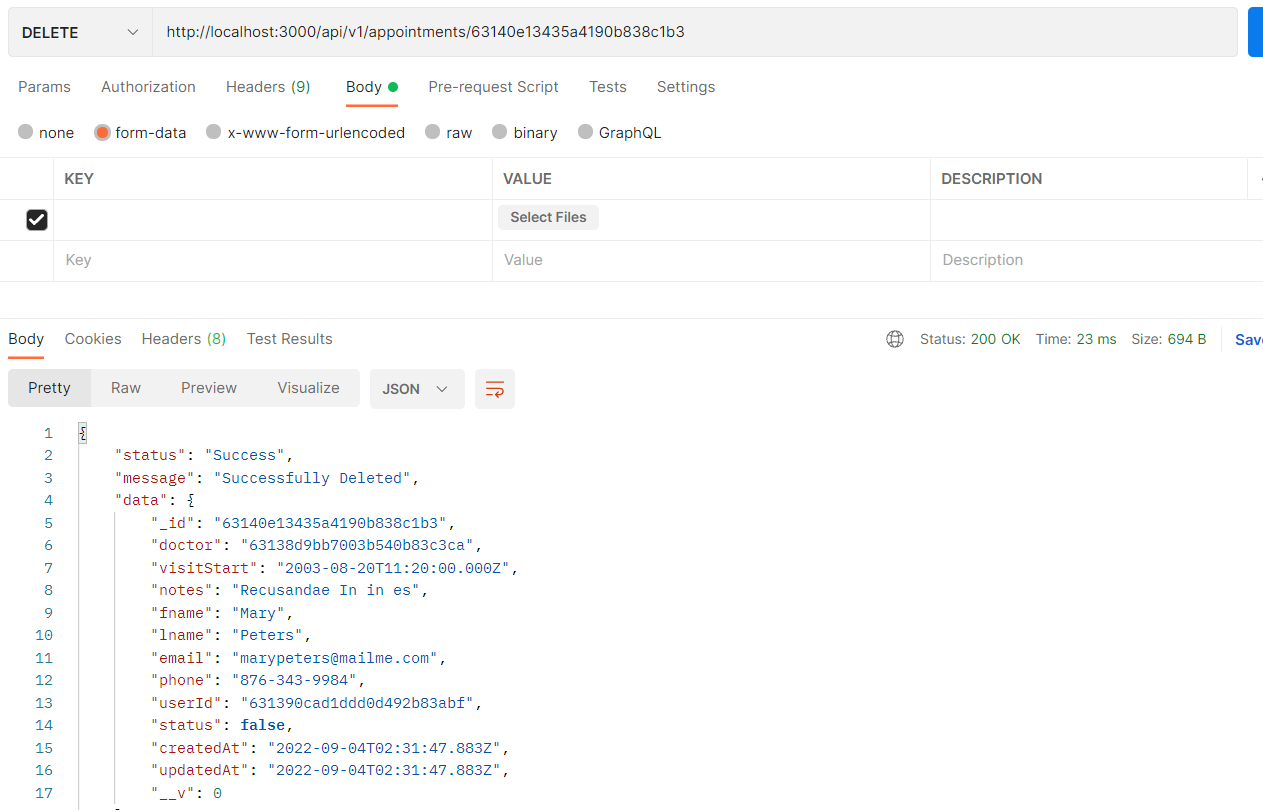 DELETE http://localhost:3000/api/v1/appointments/63140e13435a4190b838c1b3
Params Authorization Headers (9) Body Pre-request Script Tests Settings
none form-data x-www-form-urlencoded raw binary GraphQL
KEY VALUE DESCRIPTION
Select Files
Key Value Description
Body Cookies Headers (8) Test Results Status: 200 OK Time: 23 ms Size: 694 B Save
Pretty Raw Preview Visualize JSON
1 {
2 "status": "Success",
3 "message": "Successfully Deleted",
4 "data": {
5 "_id": "63140e13435a4190b838c1b3",
6 "doctor": "63138d9bb7003b540b83c3ca",
7 "visitStart": "2003-08-20T11:20:00.000Z",
8 "notes": "Recusandae In in es",
9 "fname": "Mary",
10 "lname": "Peters",
11 "email": "marypeters@mailme.com",
12 "phone": "876-343-9984",
13 "userId": "631390cad1ddd0d492b83abf",
14 "status": false,
15 "createdAt": "2022-09-04T02:31:47.883Z",
16 "updatedAt": "2022-09-04T02:31:47.883Z",
17 "__v": 0